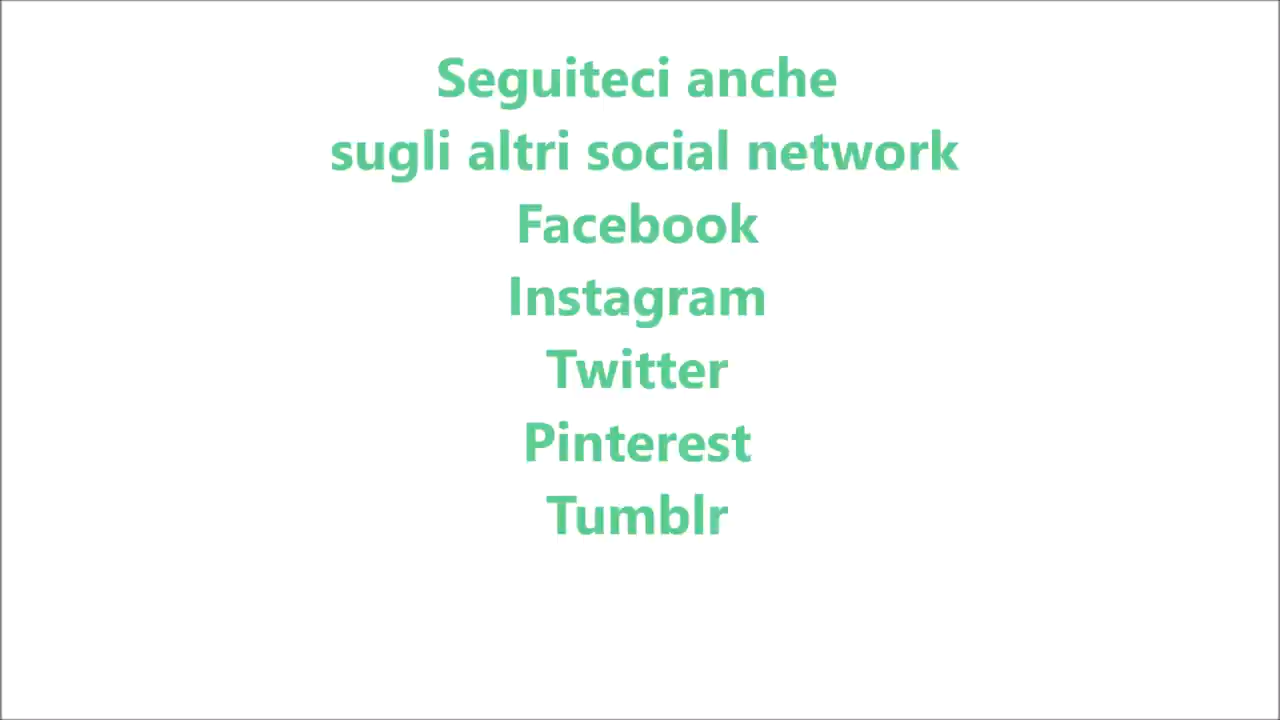 Seguiteci anche
sugli altri social network
Facebook
Instagram
Twitter
Pinterest
Tumblr